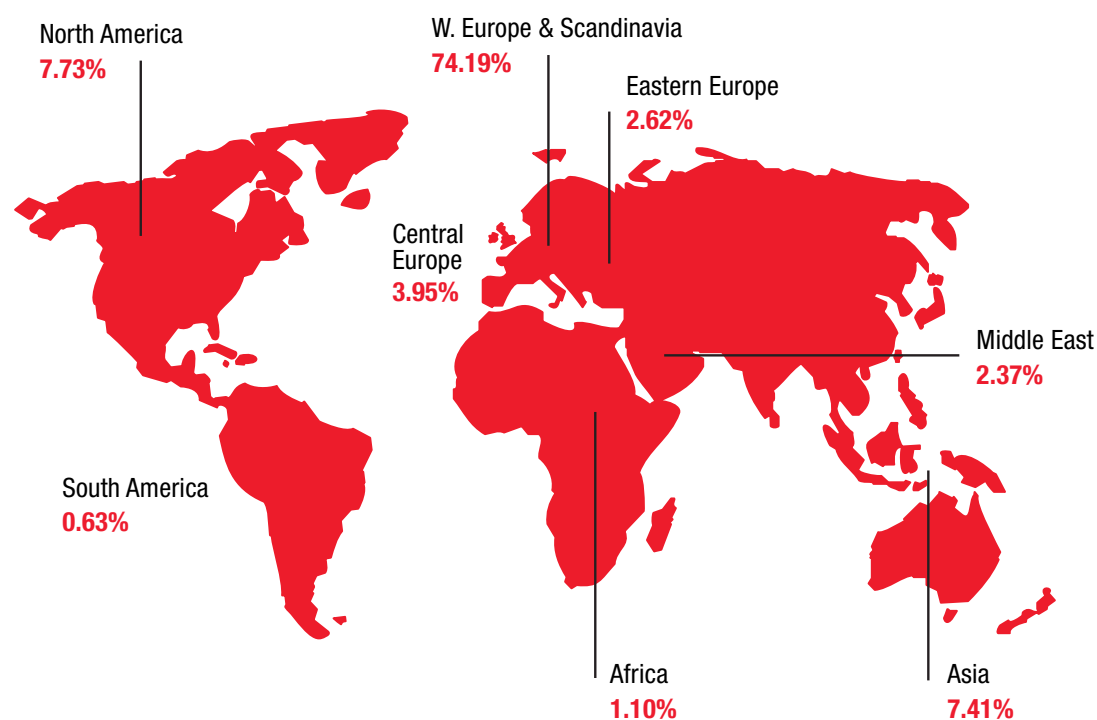 North America
7.73%
W. Europe & Scandinavia
74.19%
Eastern Europe
2.62%
Central
Europe
3.95%
Middle East
2.37%
South America
0.63%
Africa
1.10%
Asia
7.41%